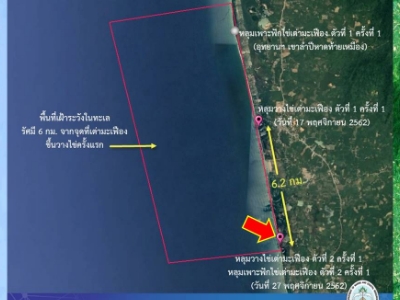 หลุมเพาะฟักไข่เต่ามะเฟือง ตัวที่ 1 ครั้งที่ 1
(อุทยานฯ เขาลำปีหาดท้ายเหมือง)
พื้นที่เฝ้าระวังในทะเล
รัศมี 6 กม. จากจุดที่เต่ามะเฟือง
ขึ้นวางไข่ครั้งแรก
หลุมวางไข่เต่ามะเฟือง ตัวที่ 1 ครั้งที่ 1
(วันที่ 17 พฤศจิกายน 2562)
6.2 กม.
หลุมวางไข่เต่ามะเฟือง ตัวที่ 2 ครั้งที่ 1
หลุมเพาะฟักไข่เต่ามะเฟือง ตัวที่ 2 ครั้งที่ 1
(วันที่ 27 พฤศจิกายน 2562)